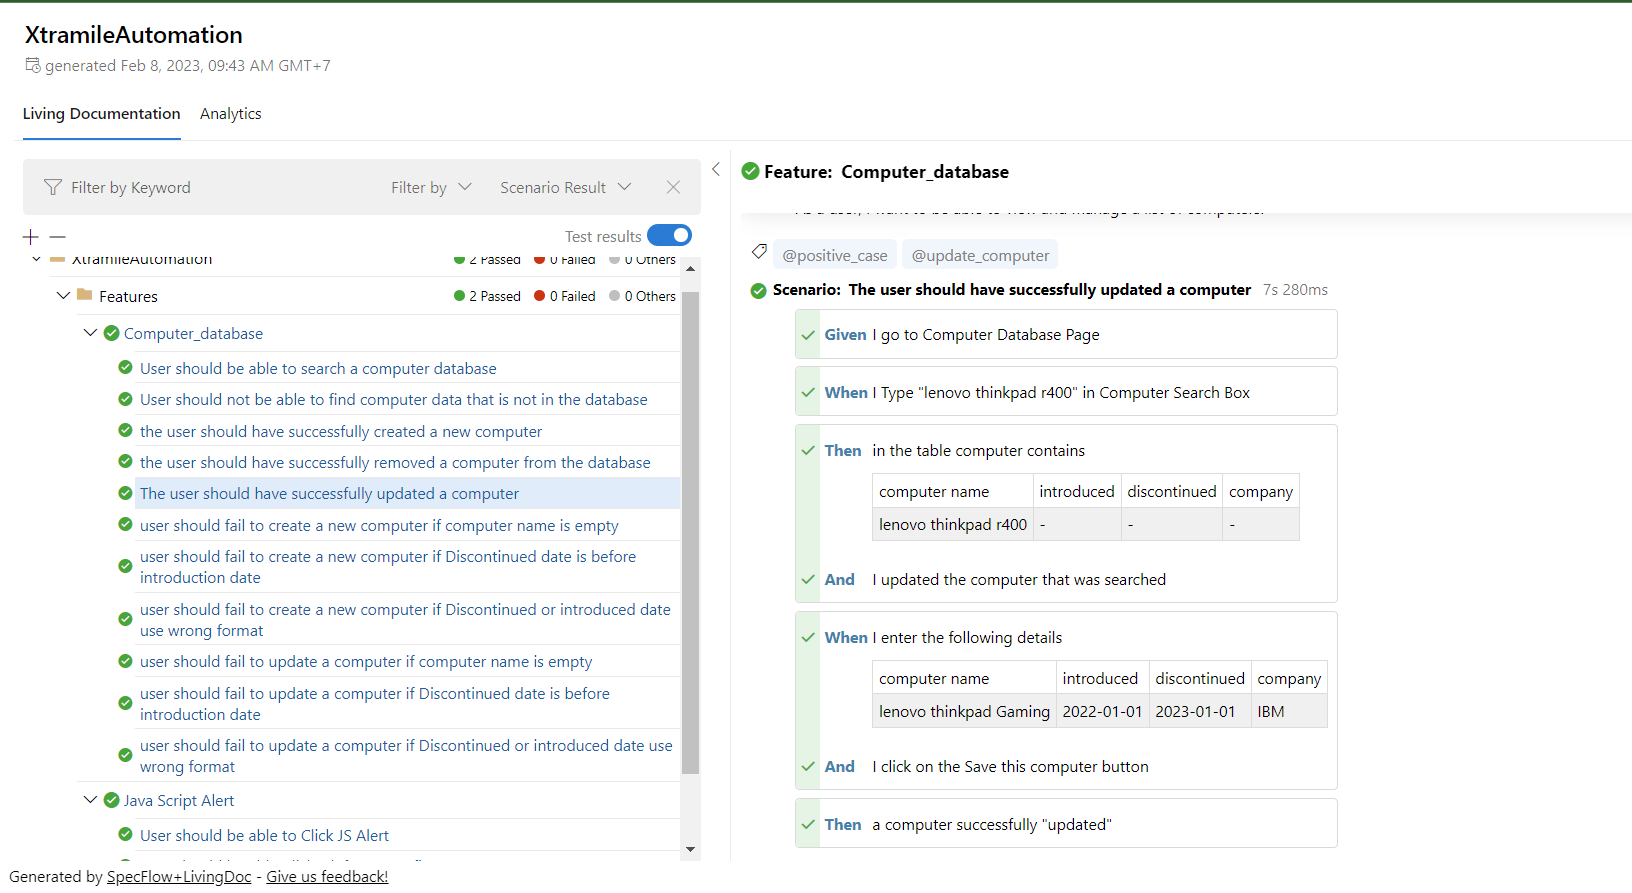 XtramileAutomation
generated Feb 8, 2023, 09:43 AM GMT+7
Living Documentation Analytics
Filter by Keyword Filter by Scenario Result
Test results
XtramileAutomation 2 Passed 0 Failed 0 Others
Features 2 Passed 0 Failed 0 Others
Computer_database
User should be able to search a computer database
User should not be able to find computer data that is not in the database
the user should have successfully created a new computer
the user should have successfully removed a computer from the database
The user should have successfully updated a computer
user should fail to create a new computer if computer name is empty
user should fail to create a new computer if Discontinued date is before
introduction date
user should fail to create a new computer if Discontinued or introduced date
use wrong format
user should fail to update a computer if computer name is empty
user should fail to update a computer if Discontinued date is before
introduction date
user should fail to update a computer if Discontinued or introduced date use
wrong format
Java Script Alert
User should be able to Click JS Alert
Feature: Computer_database
As a user, I want to be able to view and manage a list of computers.
@positive_case @update_computer
Scenario: The user should have successfully updated a computer 7s 280ms
Given I go to Computer Database Page
When I Type "lenovo thinkpad r400" in Computer Search Box
Then in the table computer contains
computer name introduced discontinued company
lenovo thinkpad r400 - - -
And I updated the computer that was searched
When I enter the following details
computer name introduced discontinued company
lenovo thinkpad Gaming 2022-01-01 2023-01-01 IBM
And I click on the Save this computer button
Then a computer successfully "updated"
Generated by SpecFlow+LivingDoc - Give us feedback!